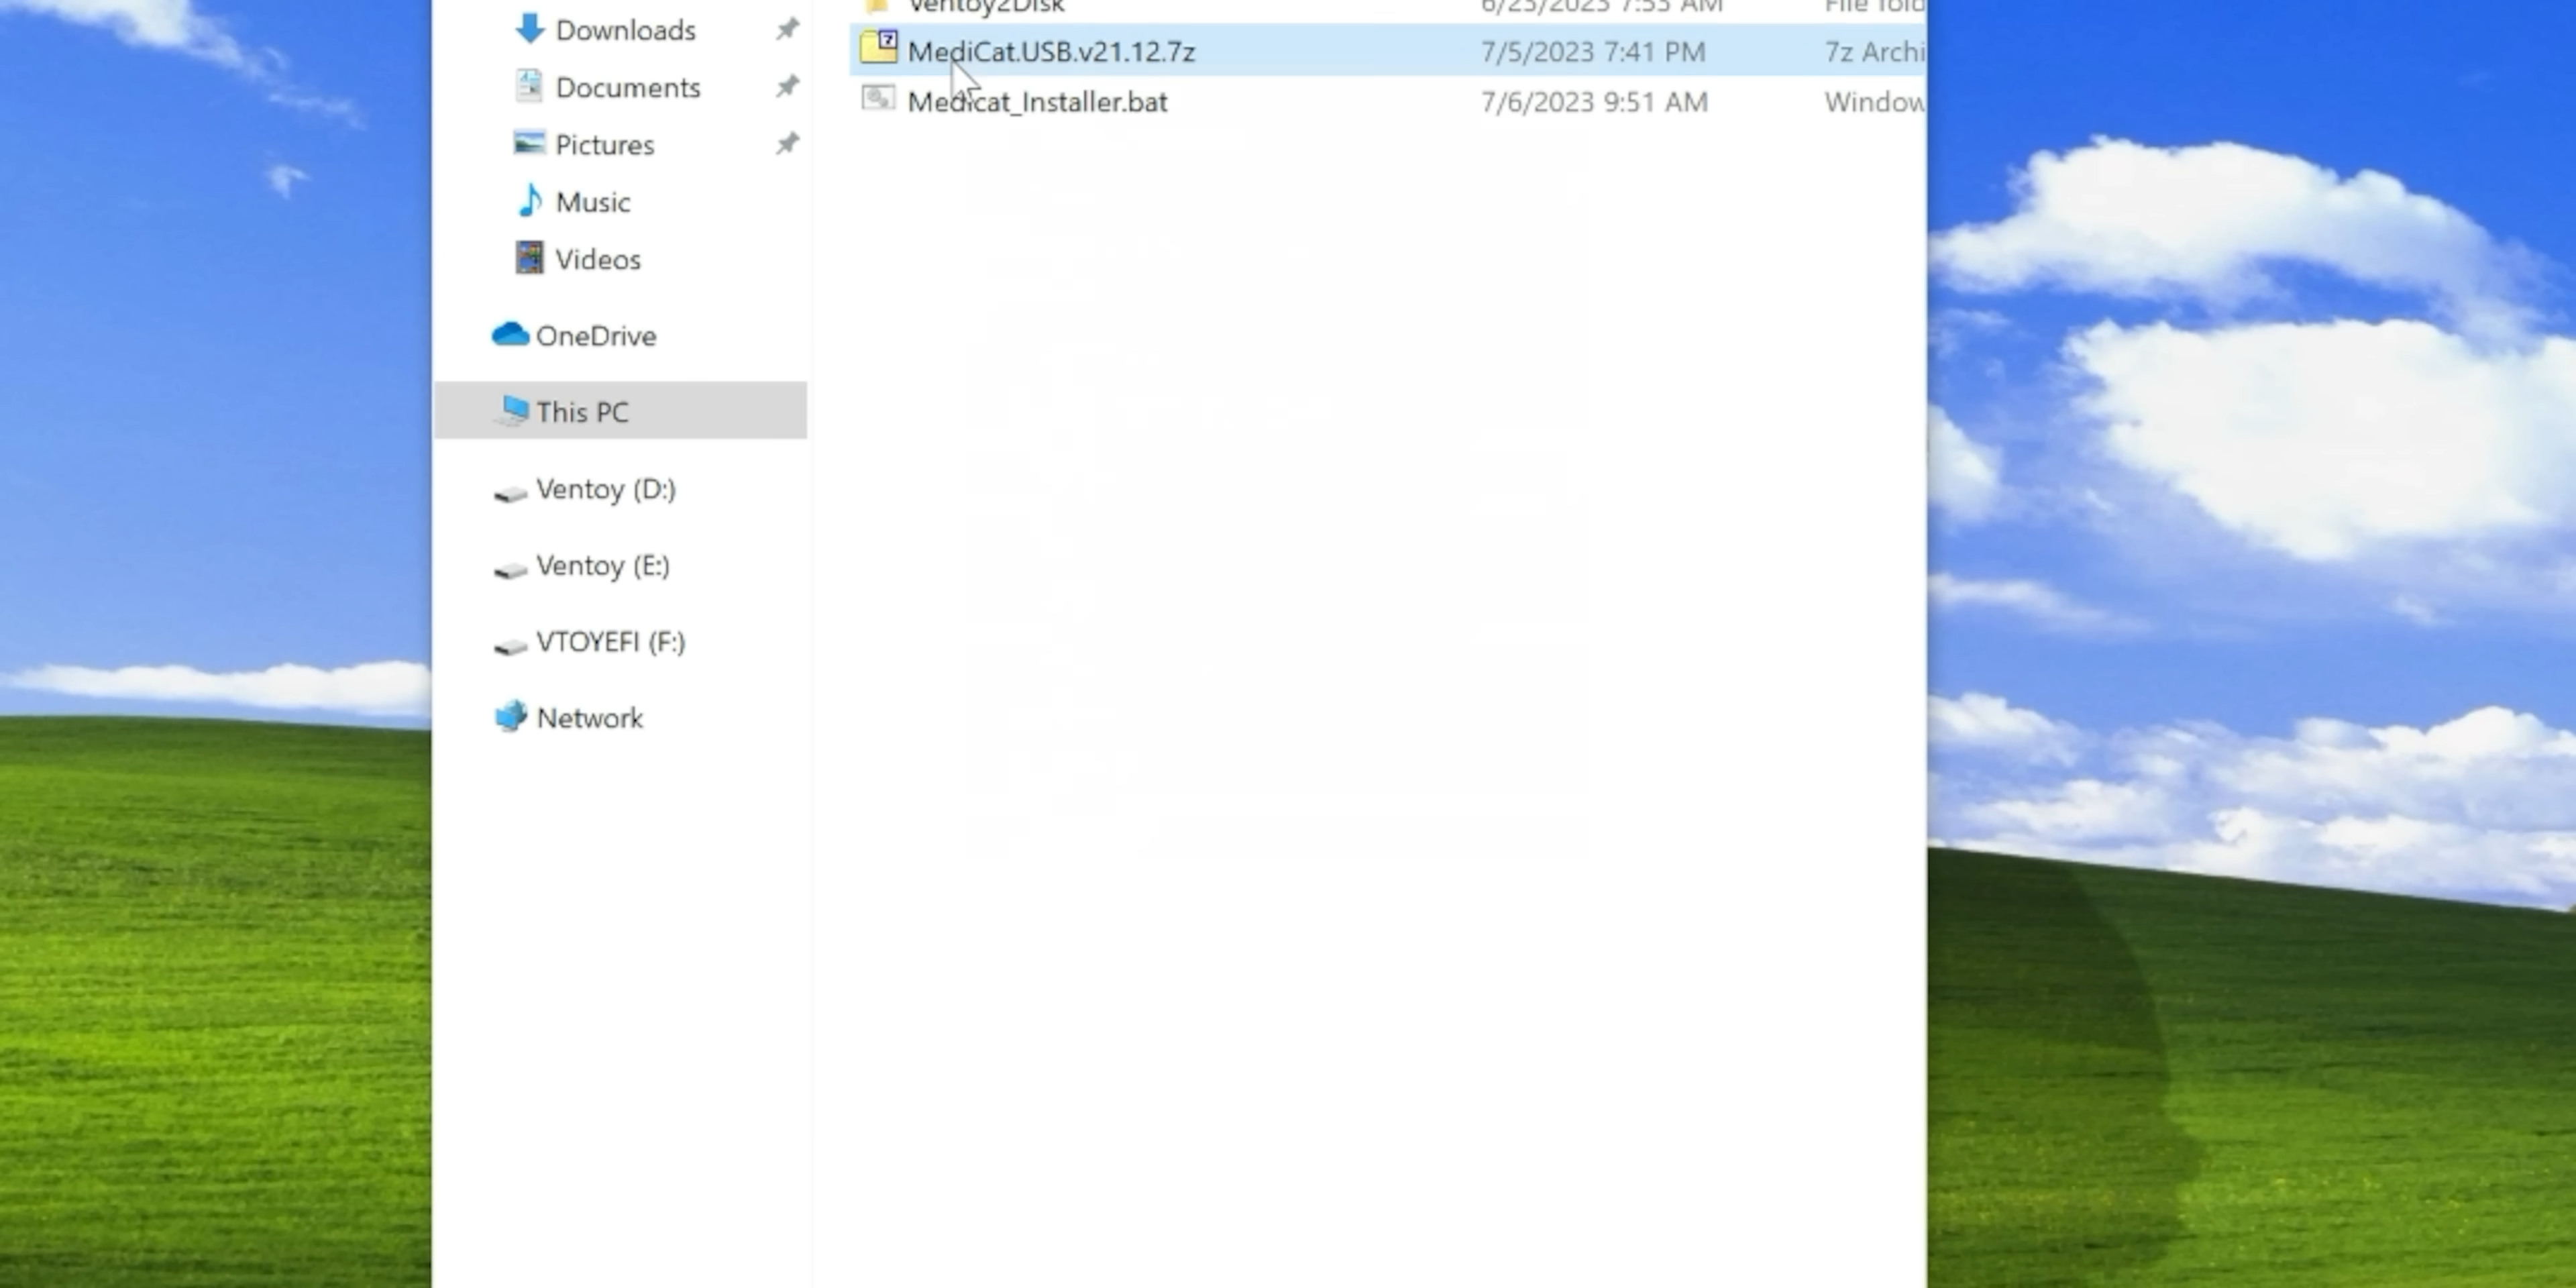 Downloads
Documents
Pictures
Music
Videos
OneDrive
This PC
Ventoy (D:)
Ventoy (E:)
VTOYEFI (F:)
Network
Ventoy2Disk 6/23/2023 7:53 AM File fold
MediCat.USB.v21.12.7z 7/5/2023 7:41 PM 7z Archi
Medicat_Installer.bat 7/6/2023 9:51 AM Window